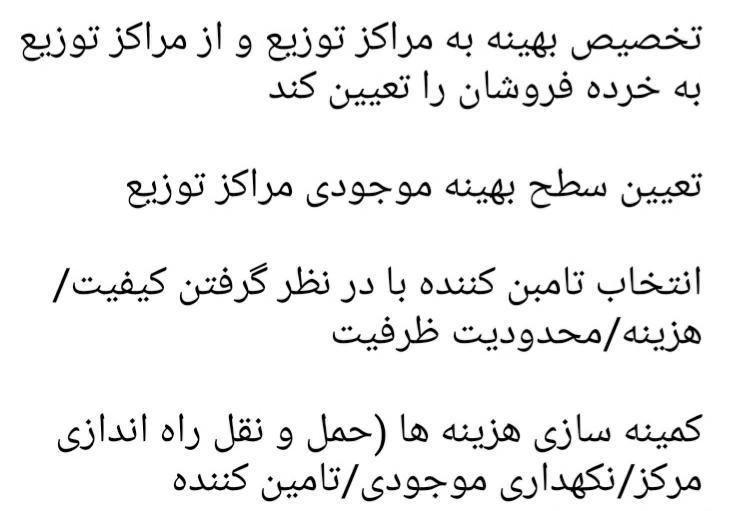 تخصیص بهینه به مراکز توزیع و از مراکز توزیع
به خرده فروشان را تعیین کند
تعیین سطح بهینه موجودی مراکز توزیع
انتخاب تامبن کننده با در نظر گرفتن کیفیت/
هزینه/محدودیت ظرفیت
کمینه سازی هزینه ها (حمل و نقل راه اندازی
مرکز/نکهداری موجودی/تامین کننده